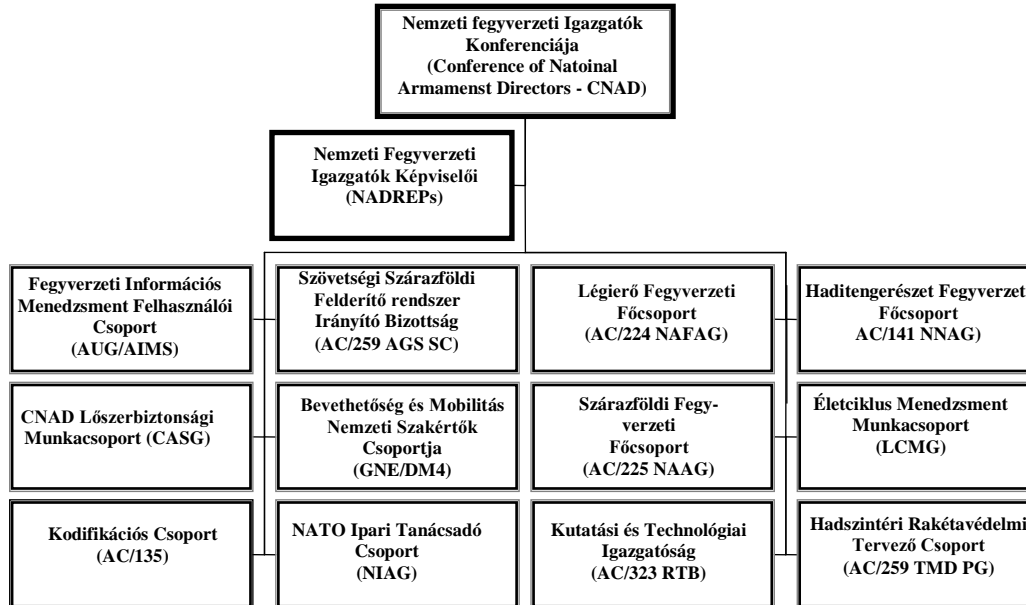 Nemzeti fegyverzeti Igazgatók
Konferenciája
(Conference of Natoinal
Armamenst Directors - CNAD)
Nemzeti Fegyverzeti
Igazgatók Képviselői
(NADREPs)
Fegyverzeti Információs
Menedzsment Felhasználói
Csoport
(AUG/AIMS)
Szövetségi Szárazföldi
Felderítő rendszer
Irányító Bizottság
(AC/259 AGS SC)
Légierő Fegyverzeti
Főcsoport
(AC/224 NAFAG)
Haditengerészet Fegyverzet
Főcsoport
AC/141 NNAG)
CNAD Lőszerbiztonsági
Munkacsoport (CASG)
Bevethetőség és Mobilitás
Nemzeti Szakértők
Csoportja
(GNE/DM4)
Szárazföldi Fegy-
verzeti
Főcsoport
(AC/225 NAAG)
Életciklus Menedzsment
Munkacsoport
(LCMG)
Kodifikációs Csoport
(AC/135)
NATO Ipari Tanácsadó
Csoport
(NIAG)
Kutatási és Technológiai
Igazgatóság
(AC/323 RTB)
Hadszíntéri Rakétavédelmi
Tervező Csoport
(AC/259 TMD PG)